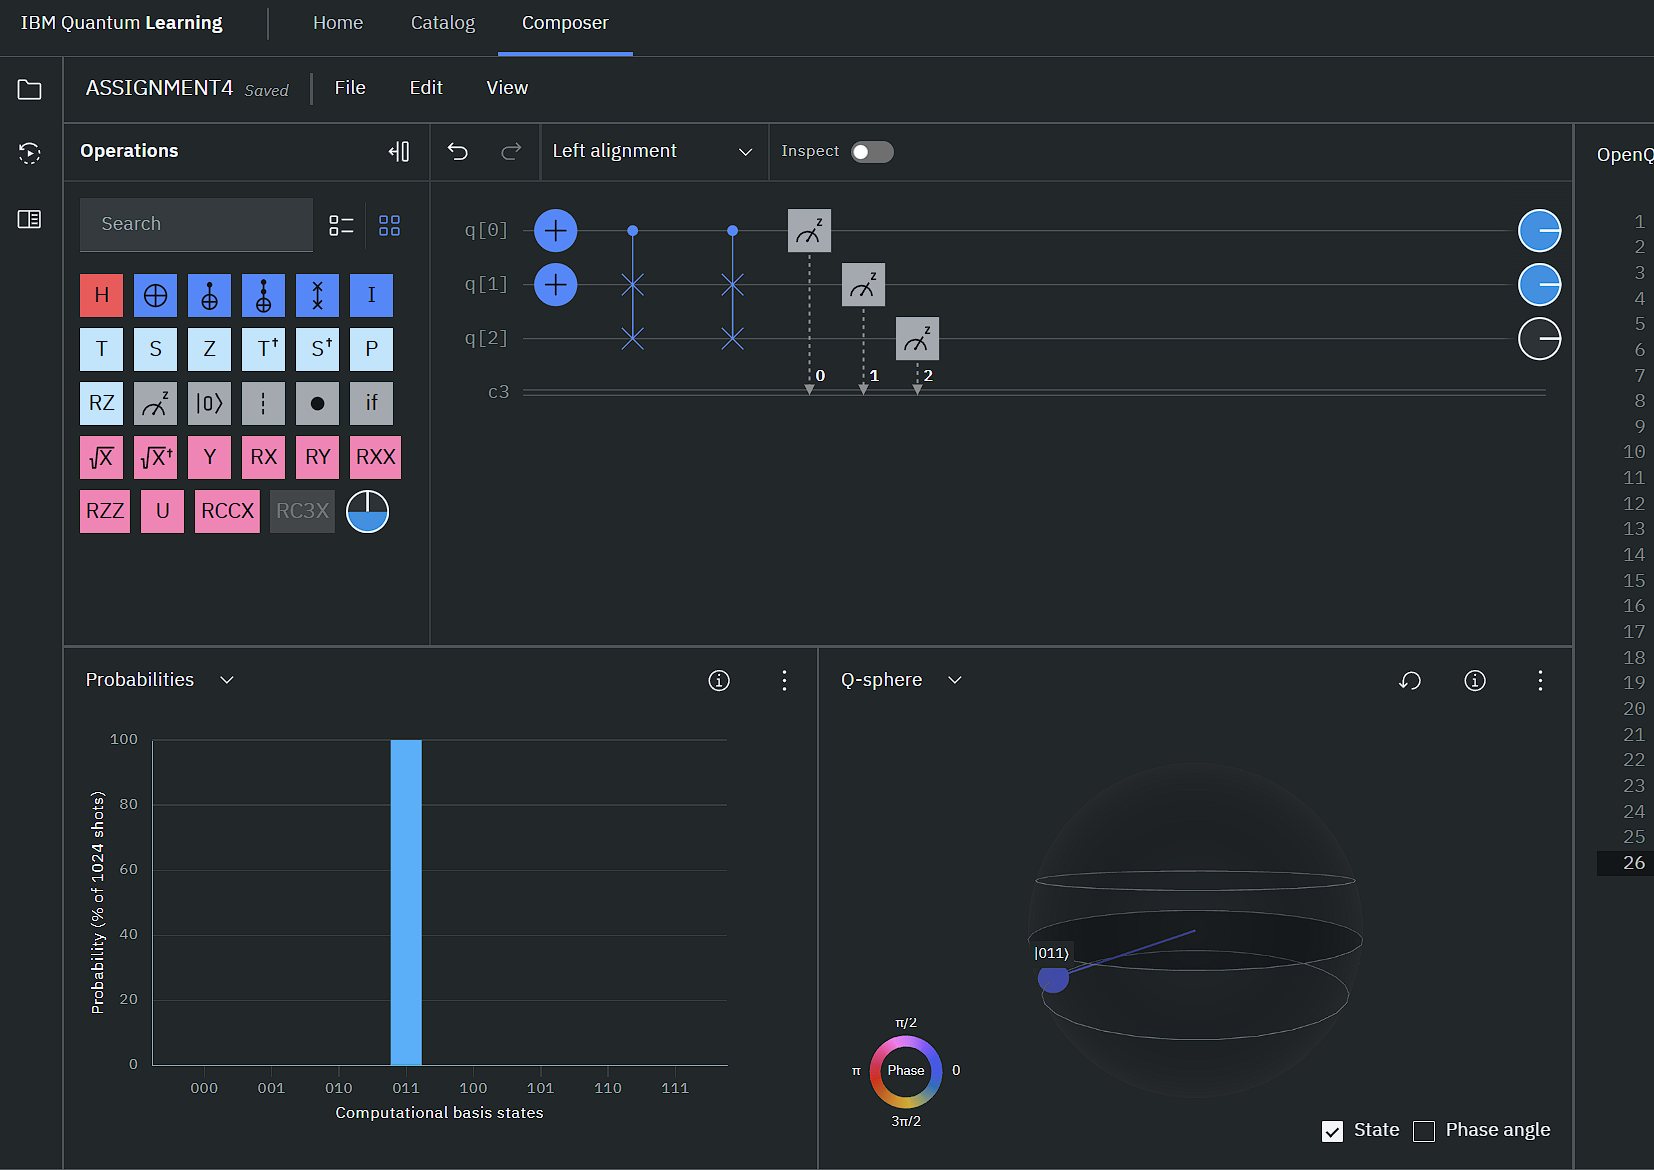 IBM Quantum Learning Home Catalog Composer
ASSIGNMENT4 Saved File Edit View
Operations Left alignment Inspect OpenQ
Search
H I
T S Z T† S† P
RZ z |0⟩ if
√X √X† Y RX RY RXX
RZZ U RCCX RC3X
q[0] z
q[1] z
q[2] z
0 1 2
c3
1
2
3
4
5
6
7
8
9
10
11
12
13
14
15
16
17
18
19
20
21
22
23
24
25
26
Probabilities
Probability (% of 1024 shots)
100
80
60
40
20
0
000 001 010 011 100 101 110 111
Computational basis states
Q-sphere
|011⟩
π/2
π Phase 0
3π/2
State Phase angle